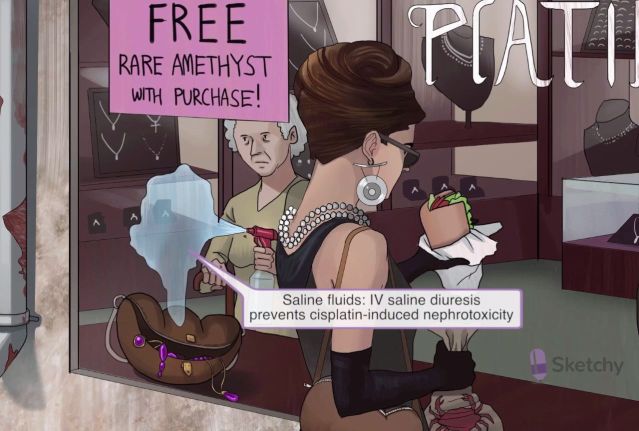 FREE
RARE AMETHYST
WITH PURCHASE!
Saline fluids: IV saline diuresis
prevents cisplatin-induced nephrotoxicity
Sketchy